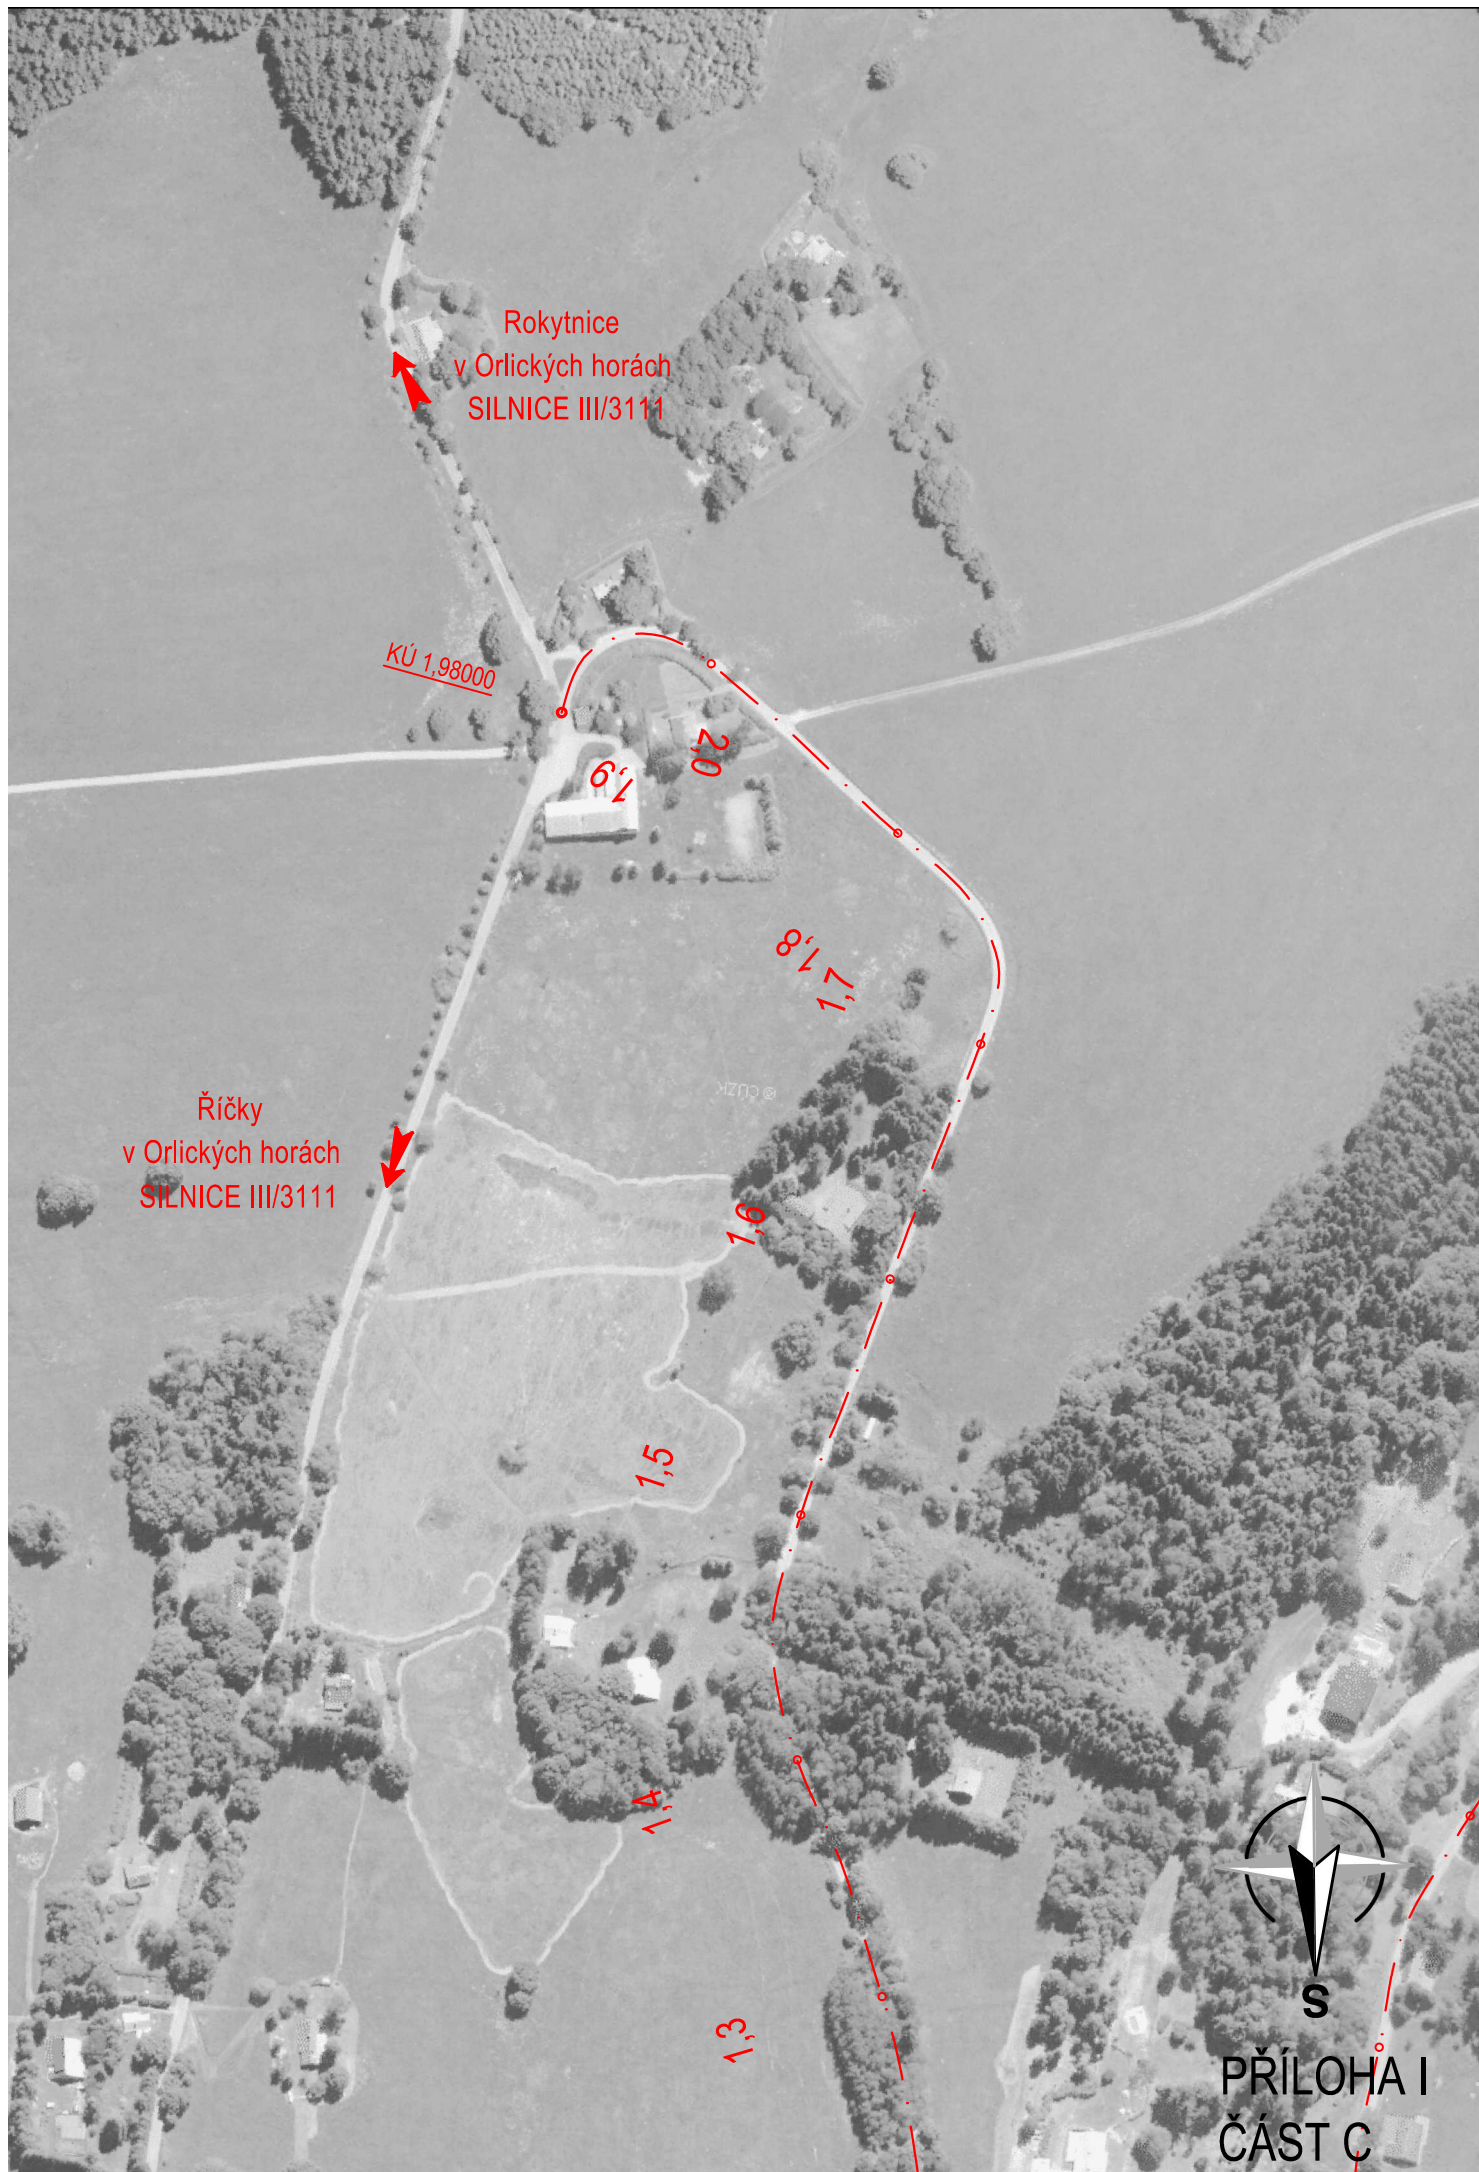 Rokytnice
v Orlických horách
SILNICE III/3111
KÚ 1,98000
2,0
1,9
1,8
1,7
© ČÚZK
Říčky
v Orlických horách
SILNICE III/3111
1,6
1,5
1,4
1,3
S
PŘÍLOHA I
ČÁST C